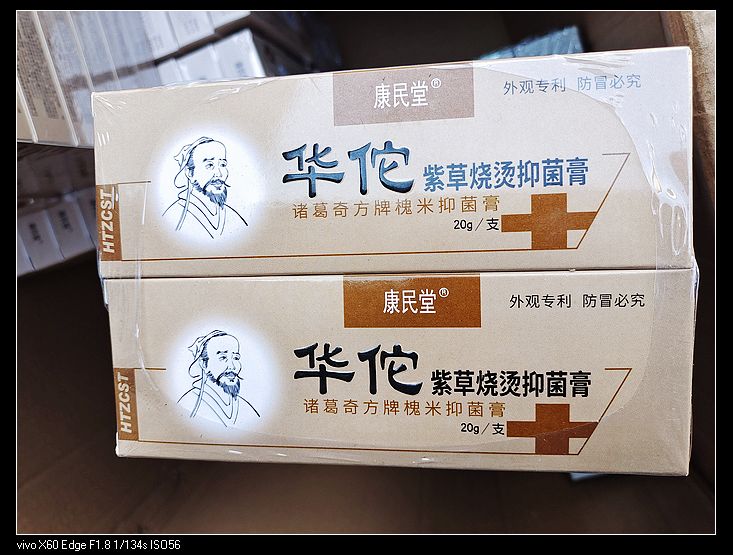 康民堂®
外观专利 防冒必究
华佗 紫草烧烫抑菌膏
诸葛奇方牌槐米抑菌膏
20g/支
HTZCST
康民堂®
外观专利 防冒必究
华佗 紫草烧烫抑菌膏
诸葛奇方牌槐米抑菌膏
20g/支
HTZCST
vivo X60 Edge F1.8 1/134s ISO56